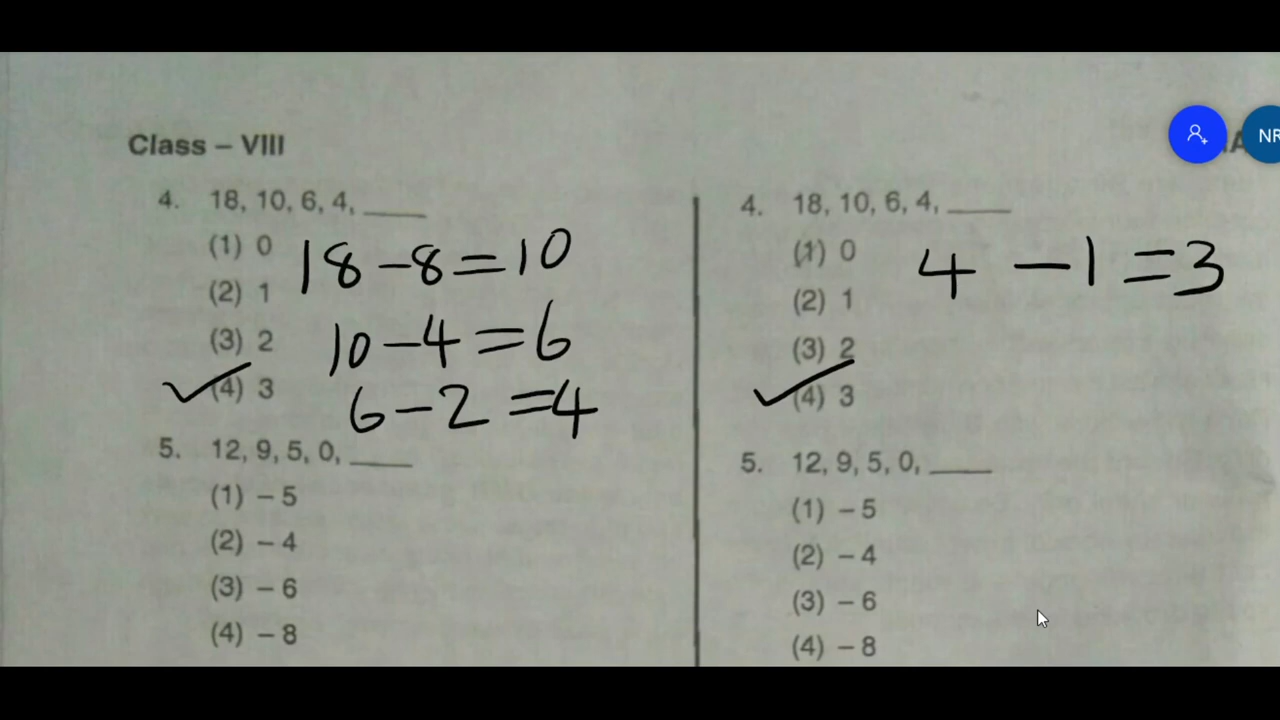 Class – VIII
4. 18, 10, 6, 4, ____
(1) 0
(2) 1
(3) 2
(4) 3
18 – 8 = 10
10 – 4 = 6
6 – 2 = 4
5. 12, 9, 5, 0, ____
(1) – 5
(2) – 4
(3) – 6
(4) – 8
4. 18, 10, 6, 4, ____
(1) 0
(2) 1
(3) 2
(4) 3
4 – 1 = 3
5. 12, 9, 5, 0, ____
(1) – 5
(2) – 4
(3) – 6
(4) – 8
NR